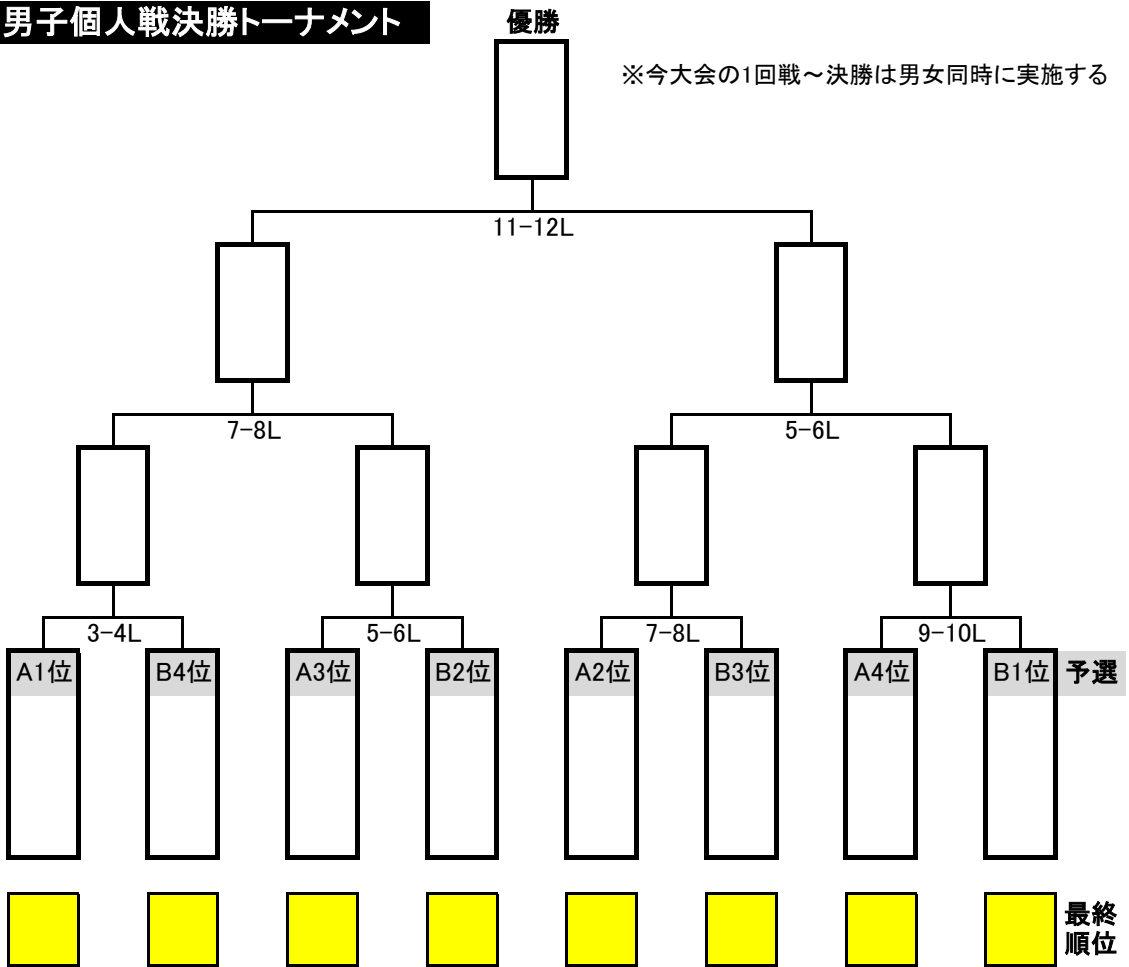 男子個人戦決勝トーナメント
優勝
※今大会の1回戦～決勝は男女同時に実施する
11-12L
7-8L
5-6L
3-4L
5-6L
7-8L
9-10L
A1位
B4位
A3位
B2位
A2位
B3位
A4位
B1位
予選
最終
順位